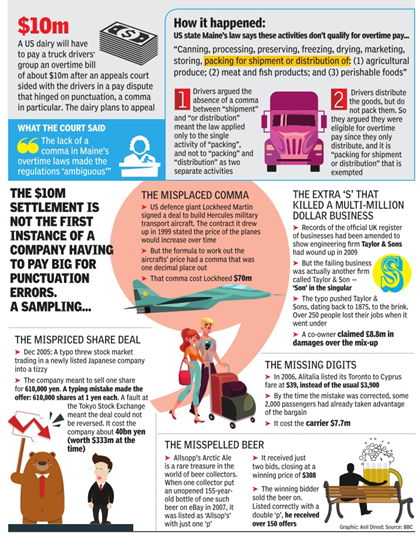 $10m
A US dairy will have
to pay a truck drivers'
group an overtime bill
of about $10m after an appeals court
sided with the drivers in a pay dispute
that hinged on punctuation, a comma
in particular. The dairy plans to appeal
WHAT THE COURT SAID
The lack of a
comma in Maine's
overtime laws made the
regulations 'ambiguous'"
How it happened:
US state Maine's law says these activities don't qualify for overtime pay...
"Canning, processing, preserving, freezing, drying, marketing,
storing, packing for shipment or distribution of: (1) agricultural
produce; (2) meat and fish products; and (3) perishable foods"
1 Drivers argued the
absence of a comma
between "shipment"
and "or distribution"
meant the law applied
only to the single
activity of "packing",
and not to "packing" and
"distribution" as two
separate activities
2 Drivers distribute
the goods, but do
not pack them. So
they argued they were
eligible for overtime
pay since they only
distribute, and it is
"packing for shipment
or distribution" that is
exempted
THE $10M
SETTLEMENT IS
NOT THE FIRST
INSTANCE OF A
COMPANY HAVING
TO PAY BIG FOR
PUNCTUATION
ERRORS.
A SAMPLING...
THE MISPLACED COMMA
➤ US defence giant Lockheed Martin
signed a deal to build Hercules military
transport aircraft. The contract it drew
up in 1999 stated the price of the planes
would increase over time
➤ But the formula to work out the
aircrafts' price had a comma that was
one decimal place out
➤ That comma cost Lockheed $70m
THE EXTRA 'S' THAT
KILLED A MULTI-MILLION
DOLLAR BUSINESS
➤ Records of the official UK register
of businesses had been amended to
show engineering firm Taylor & Sons
had wound up in 2009
➤ But the failing business
was actually another firm
called Taylor & Son —
'Son' in the singular
S
➤ The typo pushed Taylor &
Sons, dating back to 1875, to the brink.
Over 250 people lost their jobs when it
went under
➤ A co-owner claimed £8.8m in
damages over the mix-up
THE MISPRICED SHARE DEAL
➤ Dec 2005: A typo threw stock market
trading in a newly listed Japanese company
into a tizzy
➤ The company meant to sell one share
for 610,000 yen. A typing mistake made the
offer: 610,000 shares at 1 yen each. A fault at
the Tokyo Stock Exchange
meant the deal could not
be reversed. It cost the
company about 40bn yen
(worth $333m at the
time)
THE MISSING DIGITS
➤ In 2006, Alitalia listed its Toronto to Cyprus
fare at $39, instead of the usual $3,900
➤ By the time the mistake was corrected, some
2,000 passengers had already taken advantage
of the bargain
➤ It cost the carrier $7.7m
THE MISSPELLED BEER
➤ Allsopp's Arctic Ale
is a rare treasure in the
world of beer collectors.
When one collector put
an unopened 155-year-
old bottle of one such
beer on eBay in 2007, it
was listed as 'Allsop's'
with just one 'p'
➤ It received just
two bids, closing at a
winning price of $308
➤ The winning bidder
sold the beer on.
Listed correctly with a
double 'p', he received
over 150 offers
Graphic: Anil Dinod; Source: BBC